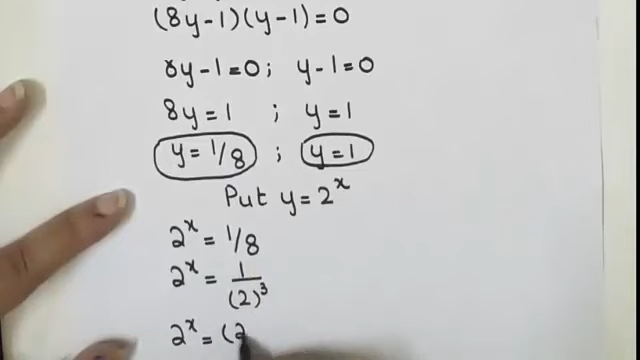 (8y-1)(y-1)=0
8y-1=0; y-1=0
8y=1 ; y=1
y=1/8 ; y=1
Put y=2^x
2^x = 1/8
2^x = 1/(2)^3
2^x = (2